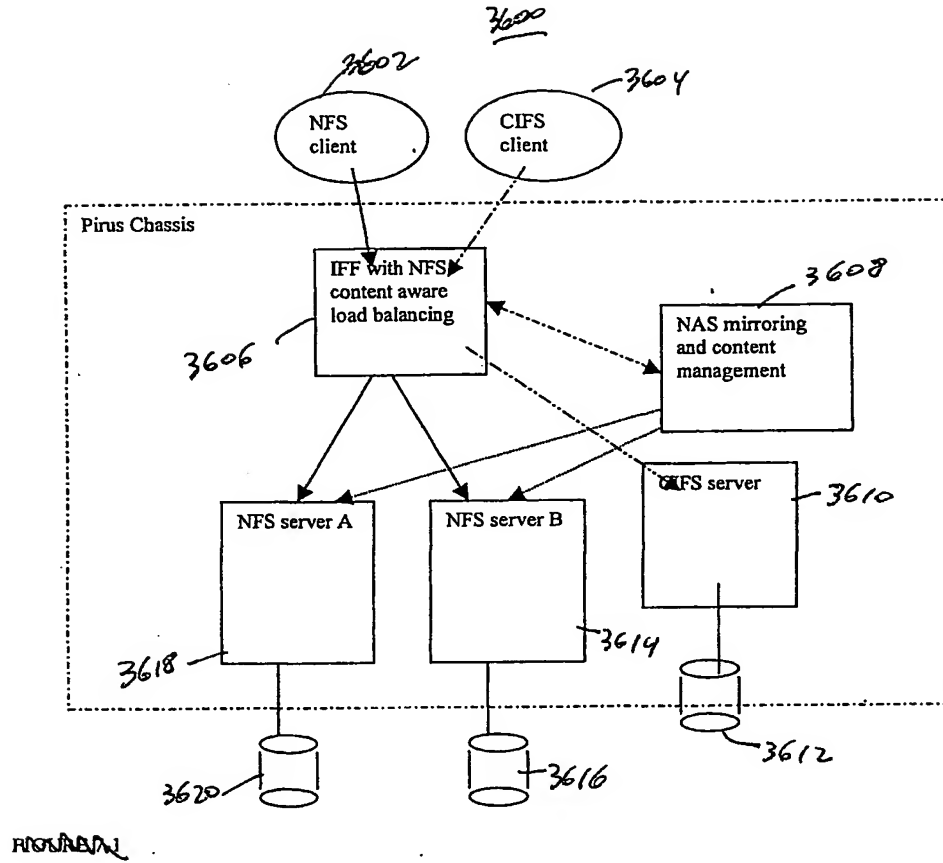 3600
3602
3604
NFS
client
CIFS
client
Pirus Chassis
IFF with NFS
content aware
load balancing
3606
3608
NAS mirroring
and content
management
NFS server A
NFS server B
CIFS server
3610
3618
3614
3620
3616
3612